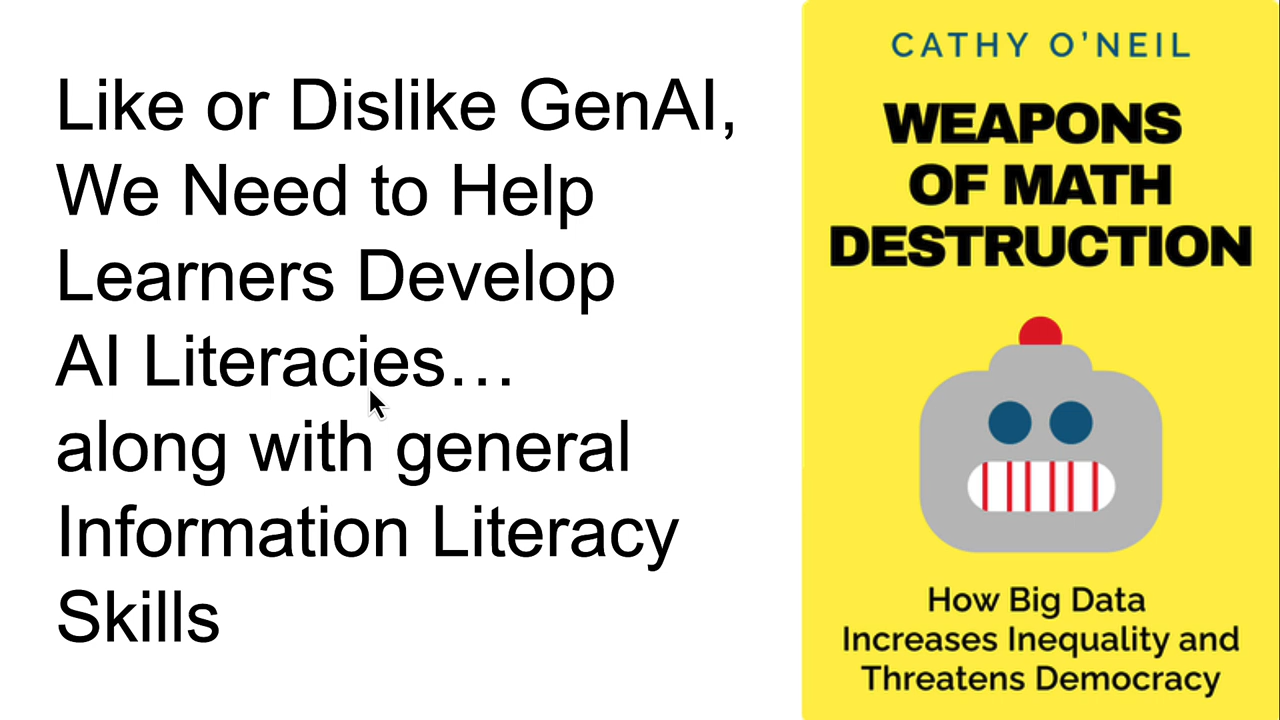 Like or Dislike GenAI,
We Need to Help
Learners Develop
AI Literacies…
along with general
Information Literacy
Skills
CATHY O’NEIL
WEAPONS
OF MATH
DESTRUCTION
How Big Data
Increases Inequality and
Threatens Democracy